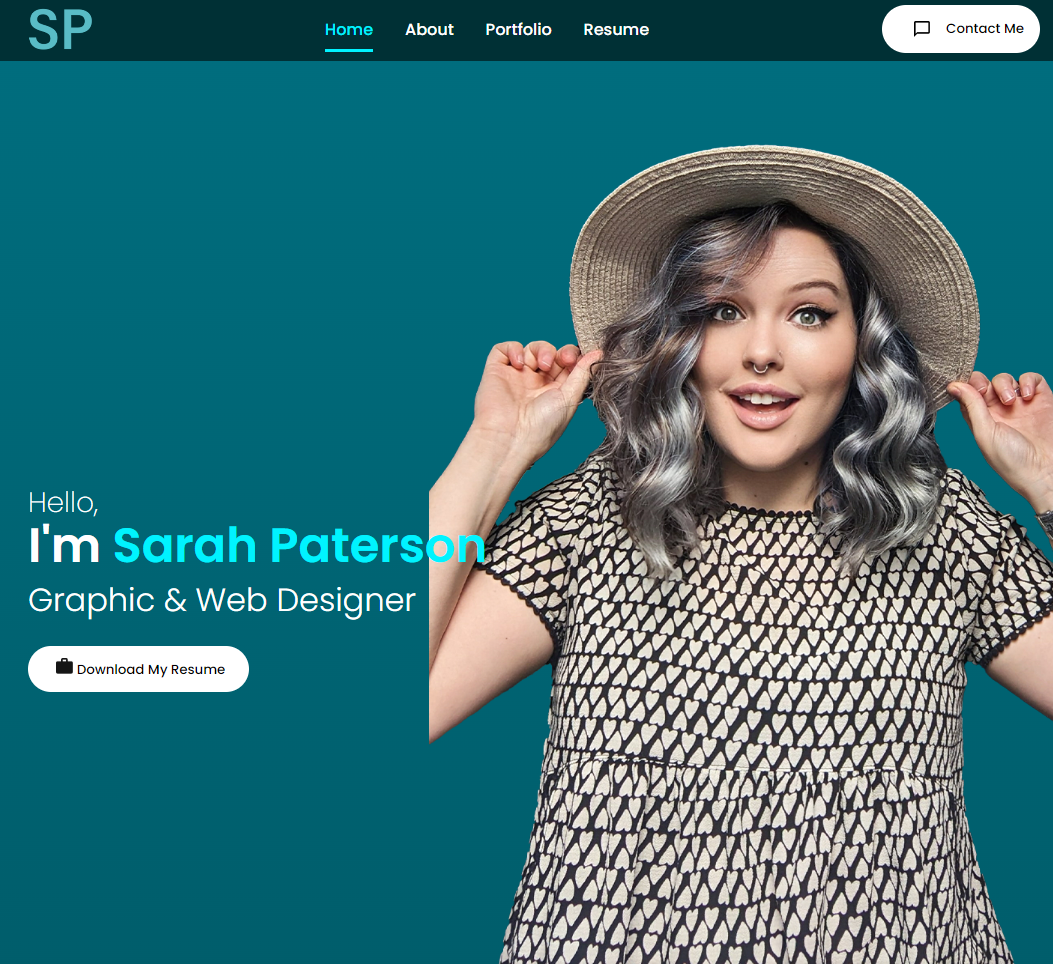 SP
Home About Portfolio Resume
Contact Me
Hello,
I'm Sarah Paterson
Graphic & Web Designer
Download My Resume